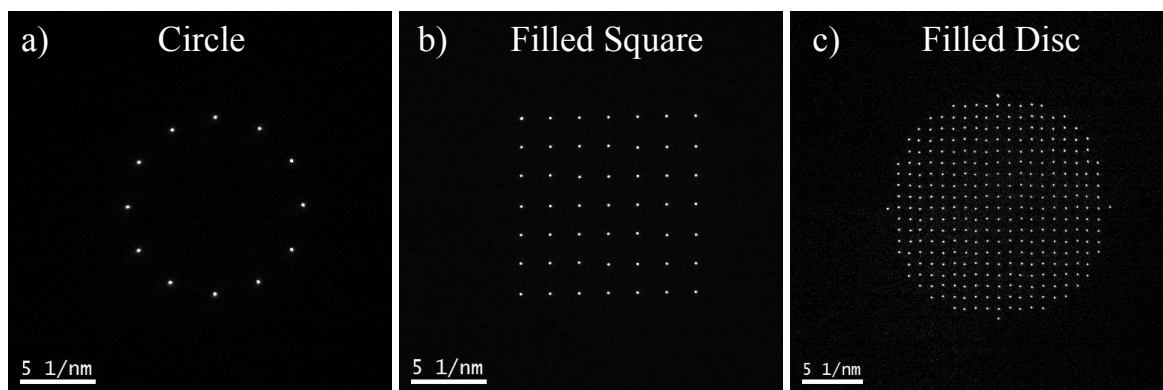 a) Circle
b) Filled Square
c) Filled Disc
5 1/nm
5 1/nm
5 1/nm